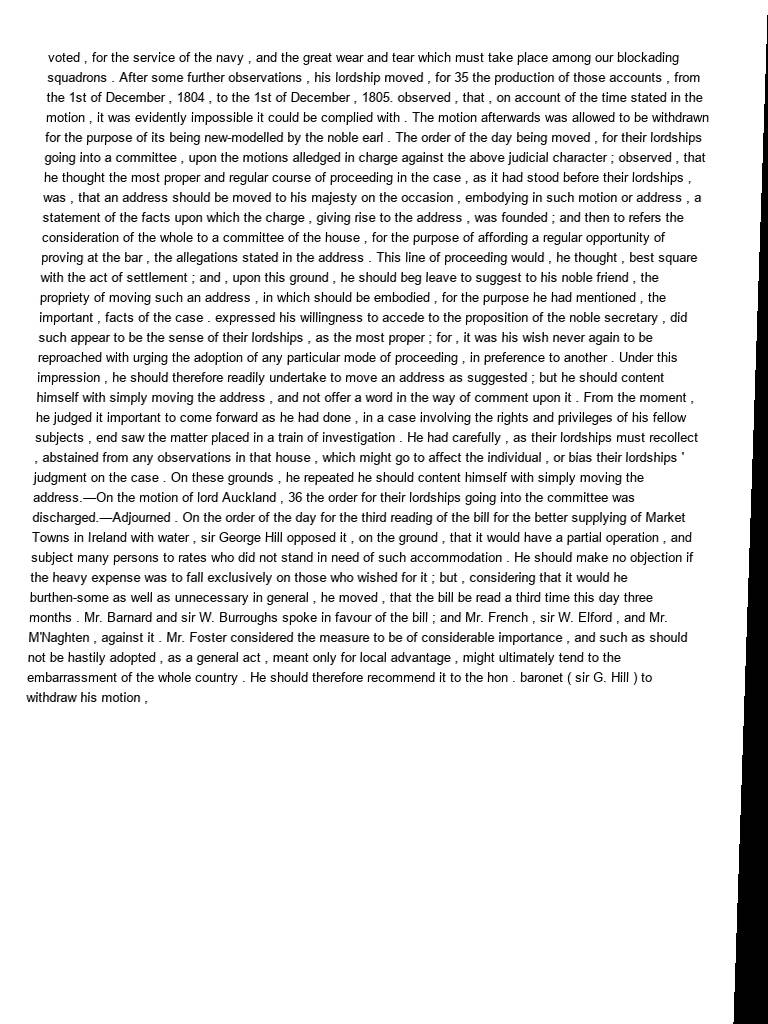 voted , for the service of the navy , and the great wear and tear which must take place among our blockading
squadrons . After some further observations , his lordship moved , for 35 the production of those accounts , from
the 1st of December , 1804 , to the 1st of December , 1805. observed , that , on account of the time stated in the
motion , it was evidently impossible it could be complied with . The motion afterwards was allowed to be withdrawn
for the purpose of its being new-modelled by the noble earl . The order of the day being moved , for their lordships
going into a committee , upon the motions alledged in charge against the above judicial character ; observed , that
he thought the most proper and regular course of proceeding in the case , as it had stood before their lordships ,
was , that an address should be moved to his majesty on the occasion , embodying in such motion or address , a
statement of the facts upon which the charge , giving rise to the address , was founded ; and then to refers the
consideration of the whole to a committee of the house , for the purpose of affording a regular opportunity of
proving at the bar , the allegations stated in the address . This line of proceeding would , he thought , best square
with the act of settlement ; and , upon this ground , he should beg leave to suggest to his noble friend , the
propriety of moving such an address , in which should be embodied , for the purpose he had mentioned , the
important , facts of the case . expressed his willingness to accede to the proposition of the noble secretary , did
such appear to be the sense of their lordships , as the most proper ; for , it was his wish never again to be
reproached with urging the adoption of any particular mode of proceeding , in preference to another . Under this
impression , he should therefore readily undertake to move an address as suggested ; but he should content
himself with simply moving the address , and not offer a word in the way of comment upon it . From the moment ,
he judged it important to come forward as he had done , in a case involving the rights and privileges of his fellow
subjects , end saw the matter placed in a train of investigation . He had carefully , as their lordships must recollect
, abstained from any observations in that house , which might go to affect the individual , or bias their lordships '
judgment on the case . On these grounds , he repeated he should content himself with simply moving the
address.—On the motion of lord Auckland , 36 the order for their lordships going into the committee was
discharged.—Adjourned . On the order of the day for the third reading of the bill for the better supplying of Market
Towns in Ireland with water , sir George Hill opposed it , on the ground , that it would have a partial operation , and
subject many persons to rates who did not stand in need of such accommodation . He should make no objection if
the heavy expense was to fall exclusively on those who wished for it ; but , considering that it would he
burthen-some as well as unnecessary in general , he moved , that the bill be read a third time this day three
months . Mr. Barnard and sir W. Burroughs spoke in favour of the bill ; and Mr. French , sir W. Elford , and Mr.
M'Naghten , against it . Mr. Foster considered the measure to be of considerable importance , and such as should
not be hastily adopted , as a general act , meant only for local advantage , might ultimately tend to the
embarrassment of the whole country . He should therefore recommend it to the hon . baronet ( sir G. Hill ) to
withdraw his motion ,